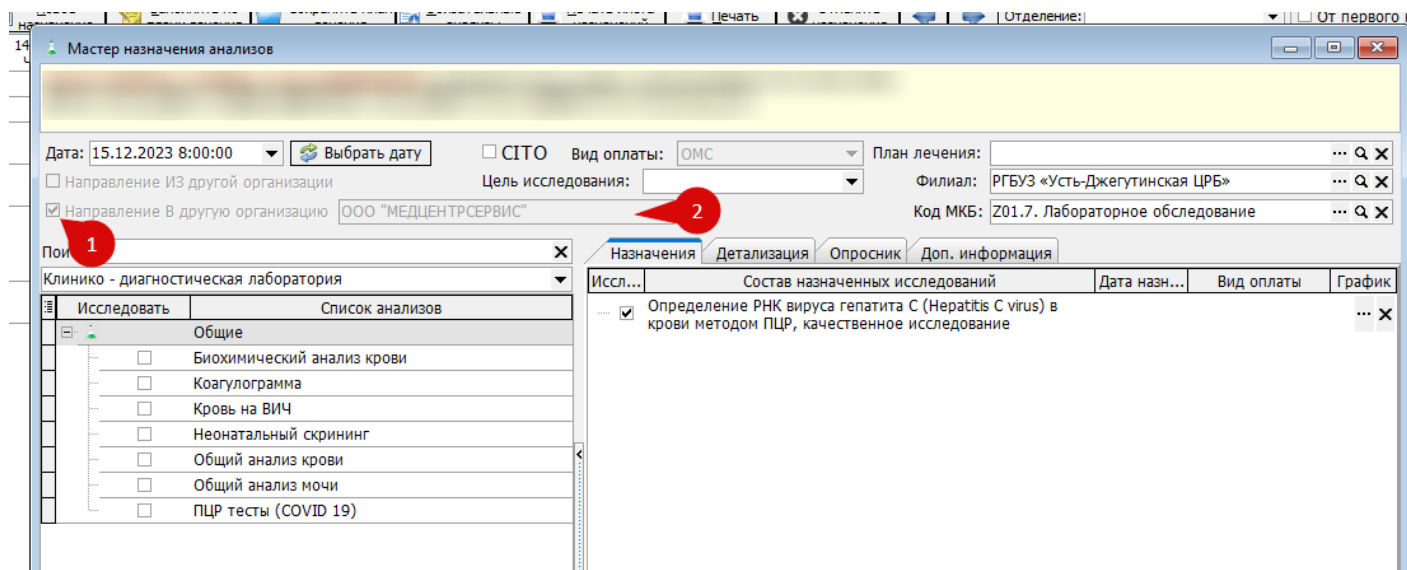 Печать
Отделение:
От первого
14
Мастер назначения анализов
Дата: 15.12.2023 8:00:00 Выбрать дату CITO Вид оплаты: ОМС План лечения:
Направление ИЗ другой организации Цель исследования: Филиал: РГБУЗ «Усть-Джегутинская ЦРБ»
Направление В другую организацию ООО "МЕДЦЕНТРСЕРВИС" 2 Код МКБ: Z01.7. Лабораторное обследование
1
Клинико - диагностическая лаборатория
Исследовать Список анализов
Общие
Биохимический анализ крови
Коагулограмма
Кровь на ВИЧ
Неонатальный скрининг
Общий анализ крови
Общий анализ мочи
ПЦР тесты (COVID 19)
Назначения Детализация Опросник Доп. информация
Иссл... Состав назначенных исследований Дата назн... Вид оплаты График
Определение РНК вируса гепатита C (Hepatitis C virus) в
крови методом ПЦР, качественное исследование